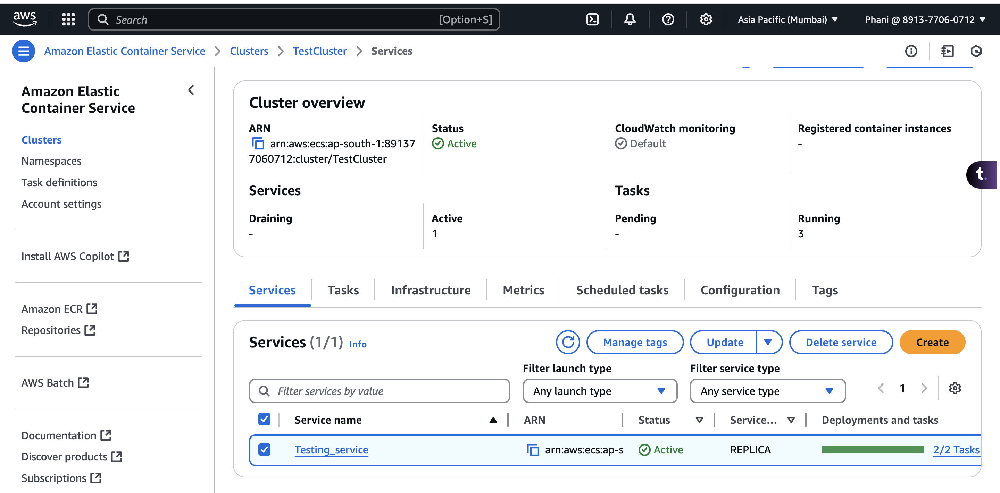 aws
Search
[Option+S]
Asia Pacific (Mumbai)
Phani @ 8913-7706-0712
Amazon Elastic Container Service
Clusters
TestCluster
Services
Amazon Elastic
Container Service
Clusters
Namespaces
Task definitions
Account settings
Install AWS Copilot
Amazon ECR
Repositories
AWS Batch
Documentation
Discover products
Subscriptions
Cluster overview
ARN
arn:aws:ecs:ap-south-1:89137
7060712:cluster/TestCluster
Status
Active
CloudWatch monitoring
Default
Registered container instances
-
Services
Tasks
Draining
-
Active
1
Pending
-
Running
3
t.
Services
Tasks
Infrastructure
Metrics
Scheduled tasks
Configuration
Tags
Services (1/1) Info
Manage tags
Update
Delete service
Create
Filter launch type
Filter service type
Filter services by value
Any launch type
Any service type
1
Service name
ARN
Status
Service...
Deployments and tasks
Testing_service
arn:aws:ecs:ap-s
Active
REPLICA
2/2 Tasks